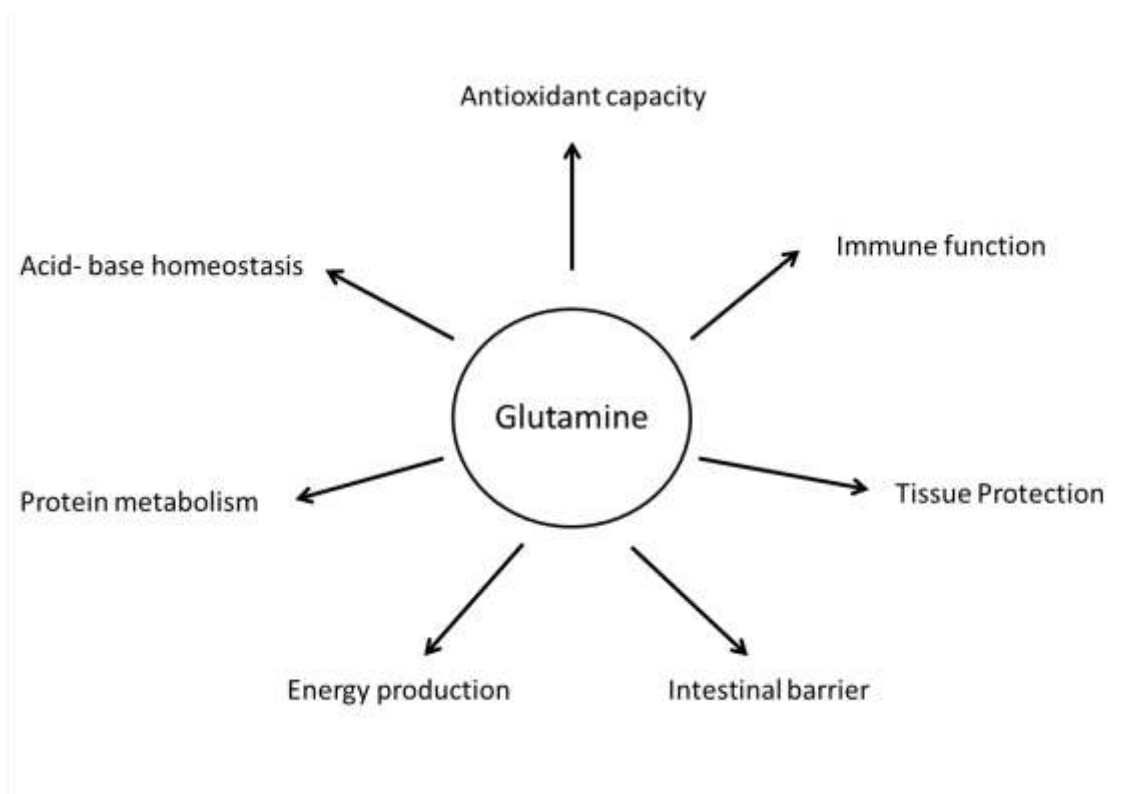 Antioxidant capacity
Immune function
Acid- base homeostasis
Glutamine
Tissue Protection
Protein metabolism
Energy production
Intestinal barrier